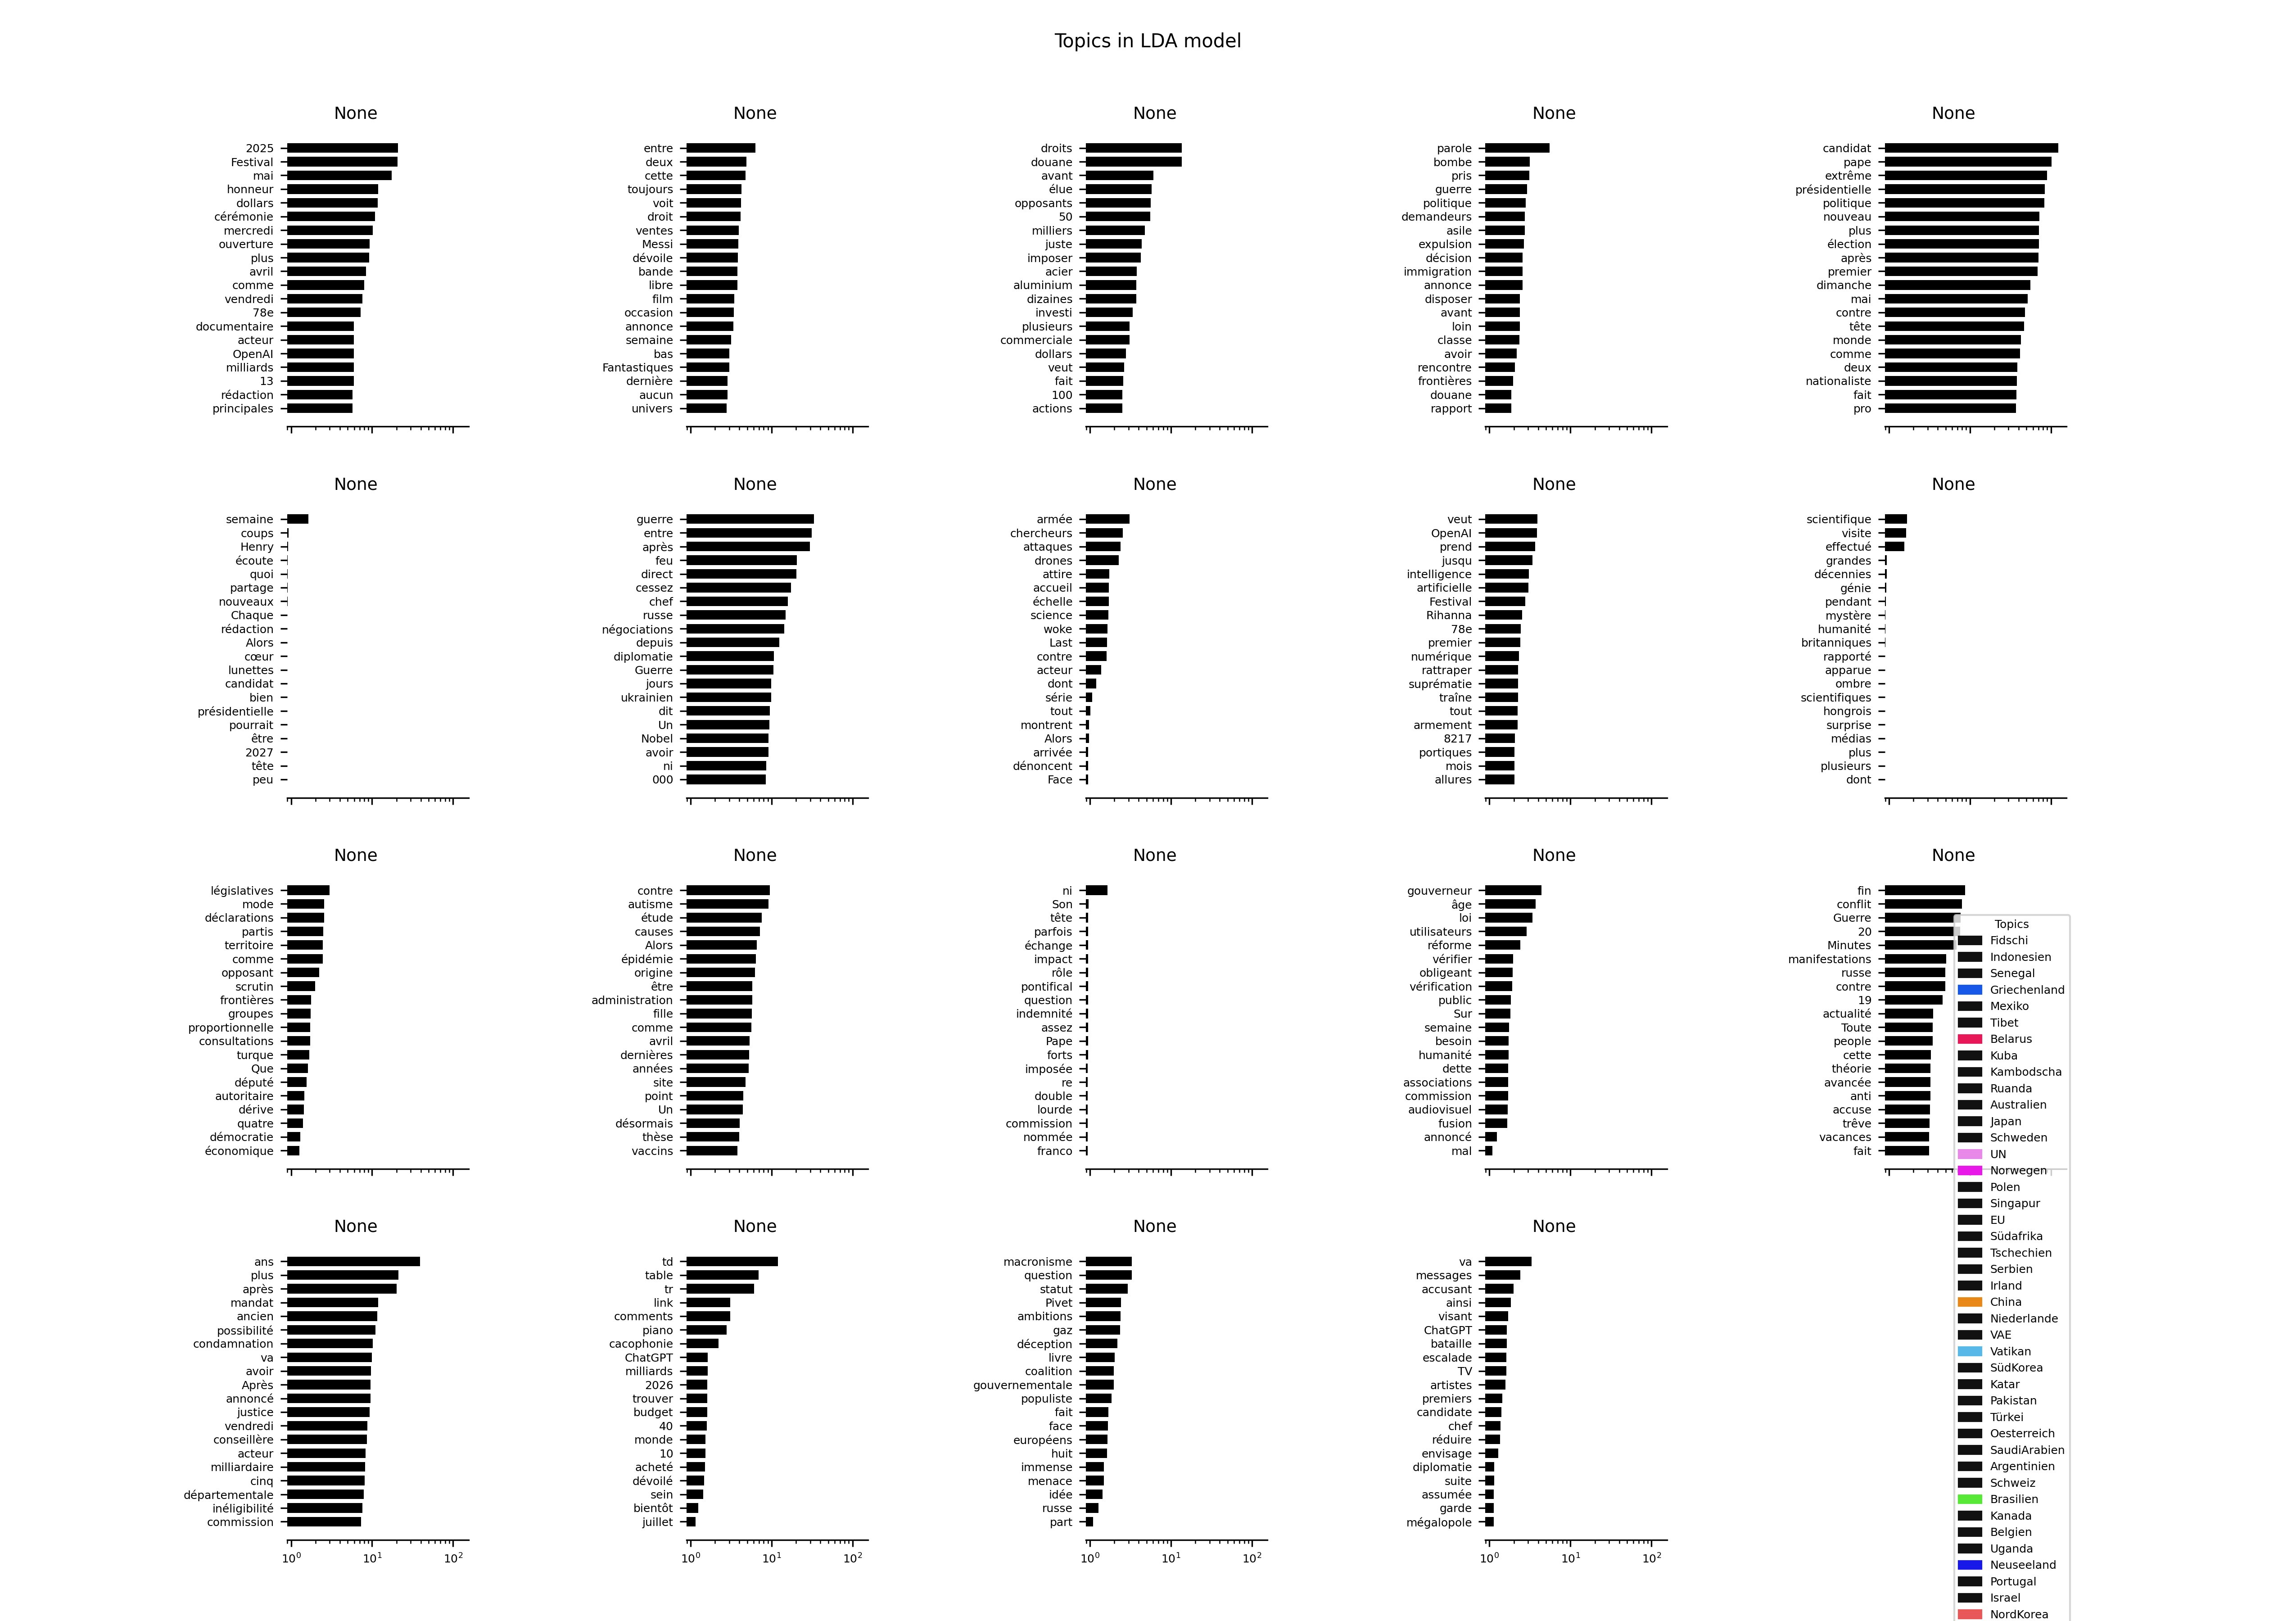 Topics in LDA model
None
2025
Festival
mai
honneur
dollars
cérémonie
mercredi
ouverture
plus
avril
comme
vendredi
78e
documentaire
acteur
OpenAI
milliards
13
rédaction
principales
None
entre
deux
cette
toujours
voit
droit
ventes
Messi
dévoile
bande
libre
film
occasion
annonce
semaine
bas
Fantastiques
dernière
aucun
univers
None
droits
douane
avant
élue
opposants
50
milliers
juste
imposer
acier
aluminium
dizaines
investi
plusieurs
commerciale
dollars
veut
fait
100
actions
None
parole
bombe
pris
guerre
politique
demandeurs
asile
expulsion
décision
immigration
annonce
disposer
avant
loin
classe
avoir
rencontre
frontières
douane
rapport
None
candidat
pape
extrême
présidentielle
politique
nouveau
plus
élection
après
premier
dimanche
mai
contre
tête
monde
comme
deux
nationaliste
fait
pro
None
semaine
coups
Henry
écoute
quoi
partage
nouveaux
Chaque
rédaction
Alors
cœur
lunettes
candidat
bien
présidentielle
pourrait
être
2027
tête
peu
None
guerre
entre
après
feu
direct
cessez
chef
russe
négociations
depuis
diplomatie
Guerre
jours
ukrainien
dit
Un
Nobel
avoir
ni
000
None
armée
chercheurs
attaques
drones
attire
accueil
échelle
science
woke
Last
contre
acteur
dont
série
tout
montrent
Alors
arrivée
dénoncent
Face
None
veut
OpenAI
prend
jusqu
intelligence
artificielle
Festival
Rihanna
78e
premier
numérique
rattraper
suprématie
traîne
tout
armement
8217
portiques
mois
allures
None
scientifique
visite
effectué
grandes
décennies
génie
pendant
mystère
humanité
britanniques
rapporté
apparue
ombre
scientifiques
hongrois
surprise
médias
plus
plusieurs
dont
None
législatives
mode
déclarations
partis
territoire
comme
opposant
scrutin
frontières
groupes
proportionnelle
consultations
turque
Que
député
autoritaire
dérive
quatre
démocratie
économique
None
contre
autisme
étude
causes
Alors
épidémie
origine
être
administration
fille
comme
avril
dernières
années
site
point
Un
désormais
thèse
vaccins
None
ni
Son
tête
parfois
échange
impact
rôle
pontifical
question
indemnité
assez
Pape
forts
imposée
re
double
lourde
commission
nommée
franco
None
gouverneur
âge
loi
utilisateurs
réforme
vérifier
obligeant
vérification
public
Sur
semaine
besoin
humanité
dette
associations
commission
audiovisuel
fusion
annoncé
mal
None
fin
conflit
Guerre
20
Minutes
manifestations
russe
contre
19
actualité
Toute
people
cette
théorie
avancée
anti
accuse
trêve
vacances
fait
None
ans
plus
après
mandat
ancien
possibilité
condamnation
va
avoir
Après
annoncé
justice
vendredi
conseillère
acteur
milliardaire
cinq
départementale
inéligibilité
commission
10⁰ 10¹ 10²
None
td
table
tr
link
comments
piano
cacophonie
ChatGPT
milliards
2026
trouver
budget
40
monde
10
acheté
dévoilé
sein
bientôt
juillet
10⁰ 10¹ 10²
None
macronisme
question
statut
Pivet
ambitions
gaz
déception
livre
coalition
gouvernementale
populiste
fait
face
européens
huit
immense
menace
idée
russe
part
10⁰ 10¹ 10²
None
va
messages
accusant
ainsi
visant
ChatGPT
bataille
escalade
TV
artistes
premiers
candidate
chef
réduire
envisage
diplomatie
suite
assumée
garde
mégalopole
10⁰ 10¹ 10²
Topics
Fidschi
Indonesien
Senegal
Griechenland
Mexiko
Tibet
Belarus
Kuba
Kambodscha
Ruanda
Australien
Japan
Schweden
UN
Norwegen
Polen
Singapur
EU
Südafrika
Tschechien
Serbien
Irland
China
Niederlande
VAE
Vatikan
SüdKorea
Katar
Pakistan
Türkei
Oesterreich
SaudiArabien
Argentinien
Schweiz
Brasilien
Kanada
Belgien
Uganda
Neuseeland
Portugal
Israel
NordKorea